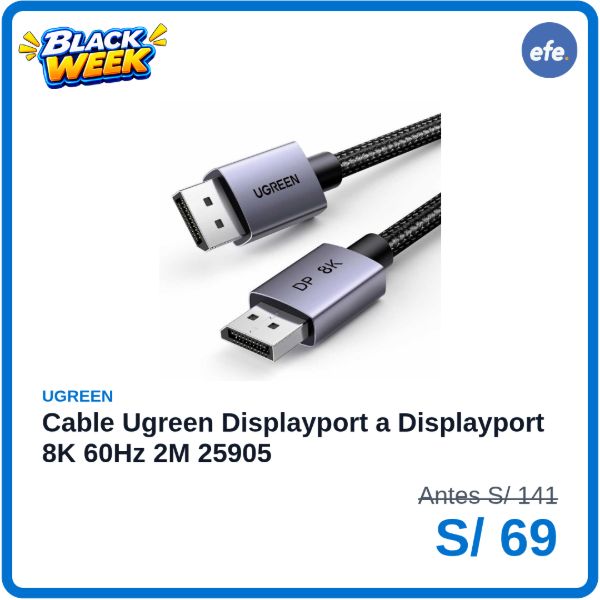 BLACK
WEEK
efe.
UGREEN
DP 8K
UGREEN
Cable Ugreen Displayport a Displayport
8K 60Hz 2M 25905
Antes S/ 141
S/ 69